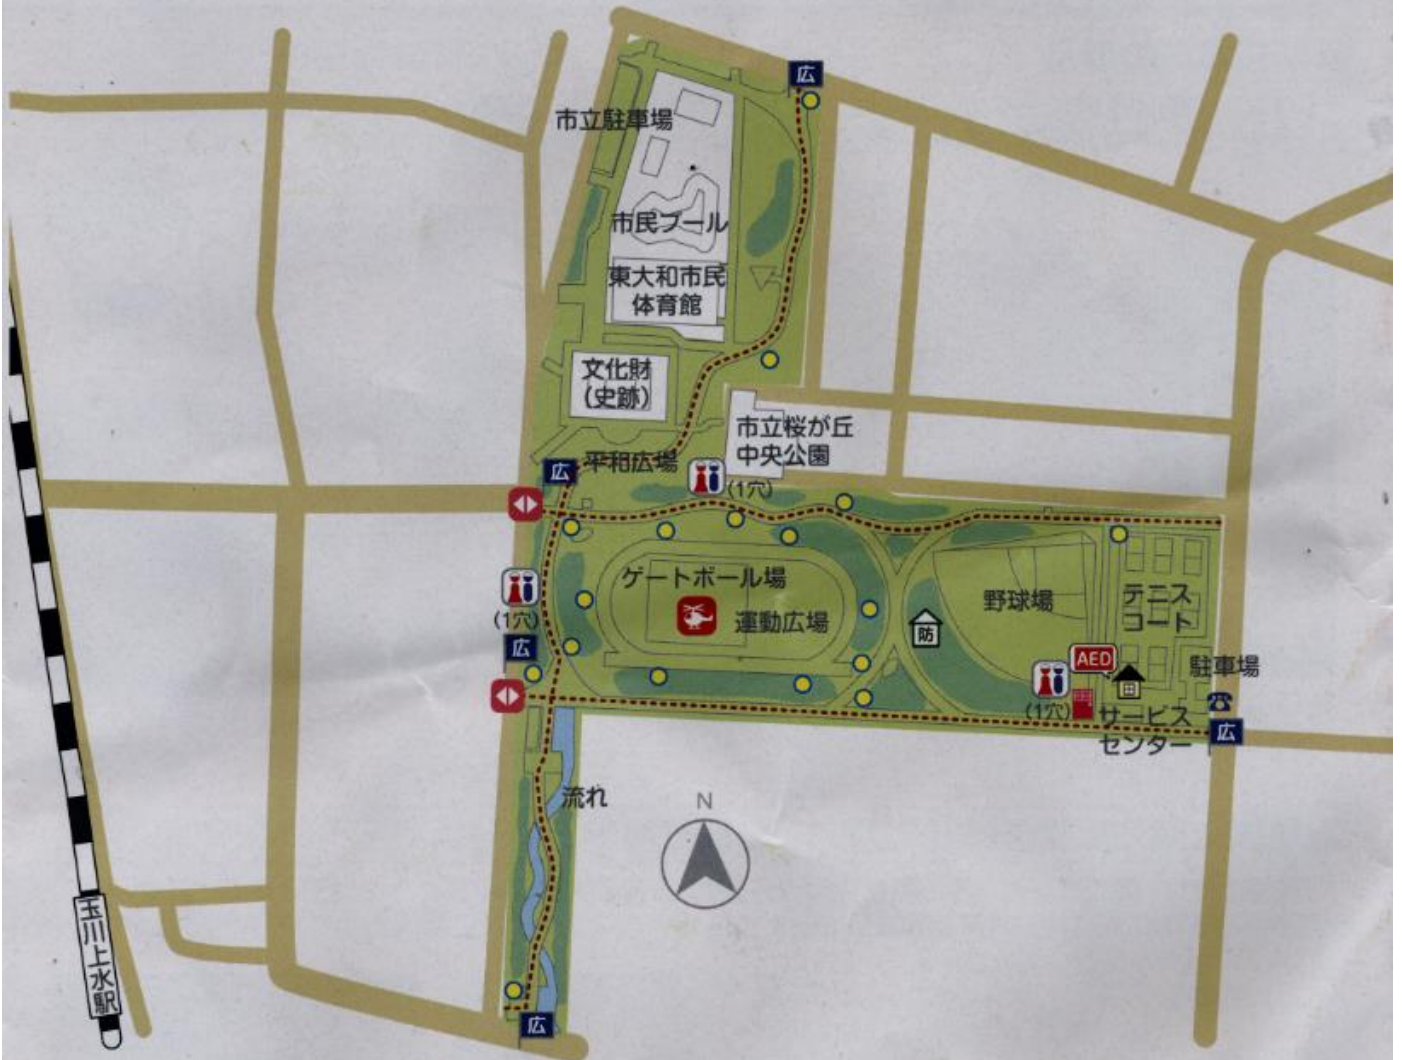 広
市立駐車場
市民プール
東大和市民
体育館
文化財
(史跡)
市立桜が丘
中央公園
広
平和広場
(1穴)
ゲートボール場
運動広場
(1穴)
広
防
野球場
テニス
コート
AED
駐車場
(1穴)
サービス
センター
広
流れ
N
玉川上水駅
広